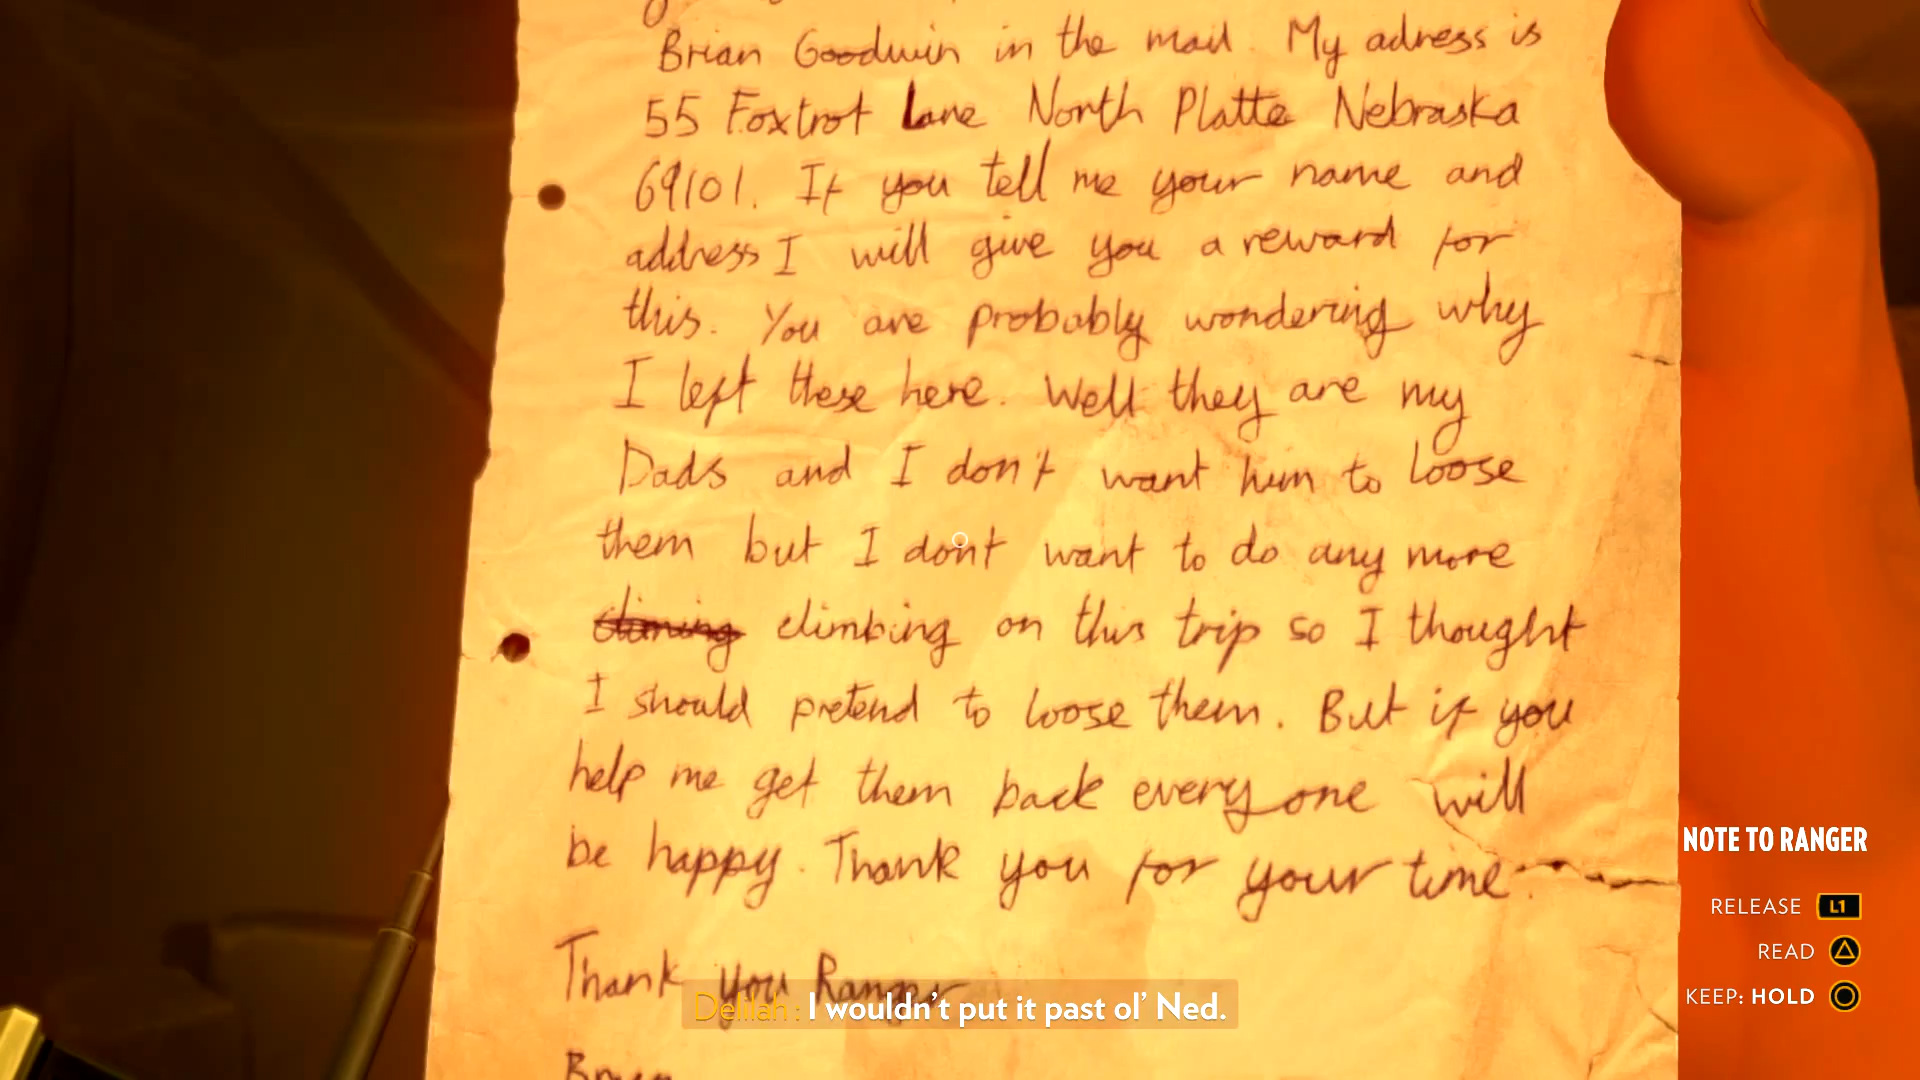 Brian Goodwin in the mail. My adress is
55 Foxtrot Lane North Platte Nebraska
69101. If you tell me your name and
address I will give you a reward for
this. You are probably wondering why
I left these here. Well they are my
Dads and I don't want him to loose
them but I dont want to do any more
climing climbing on this trip so I thought
I should pretend to loose them. But if you
help me get them back every one will
be happy. Thank you for your time.
Thank you Ranger
Brian
Delilah: I wouldn't put it past ol' Ned.
NOTE TO RANGER
RELEASE L1
READ
KEEP: HOLD